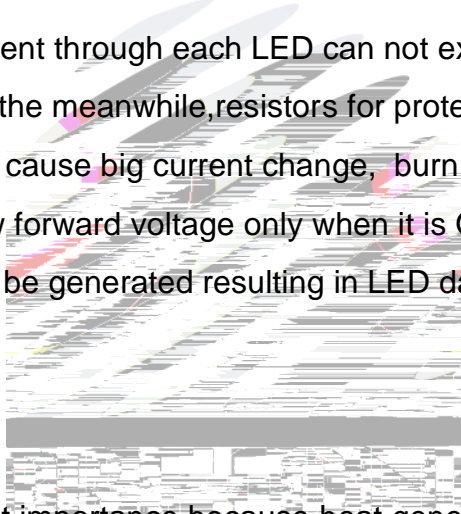 ent through each LED can not ex
the meanwhile,resistors for prote
cause big current change, burn
forward voltage only when it is
be generated resulting in LED da
importance because heat gene